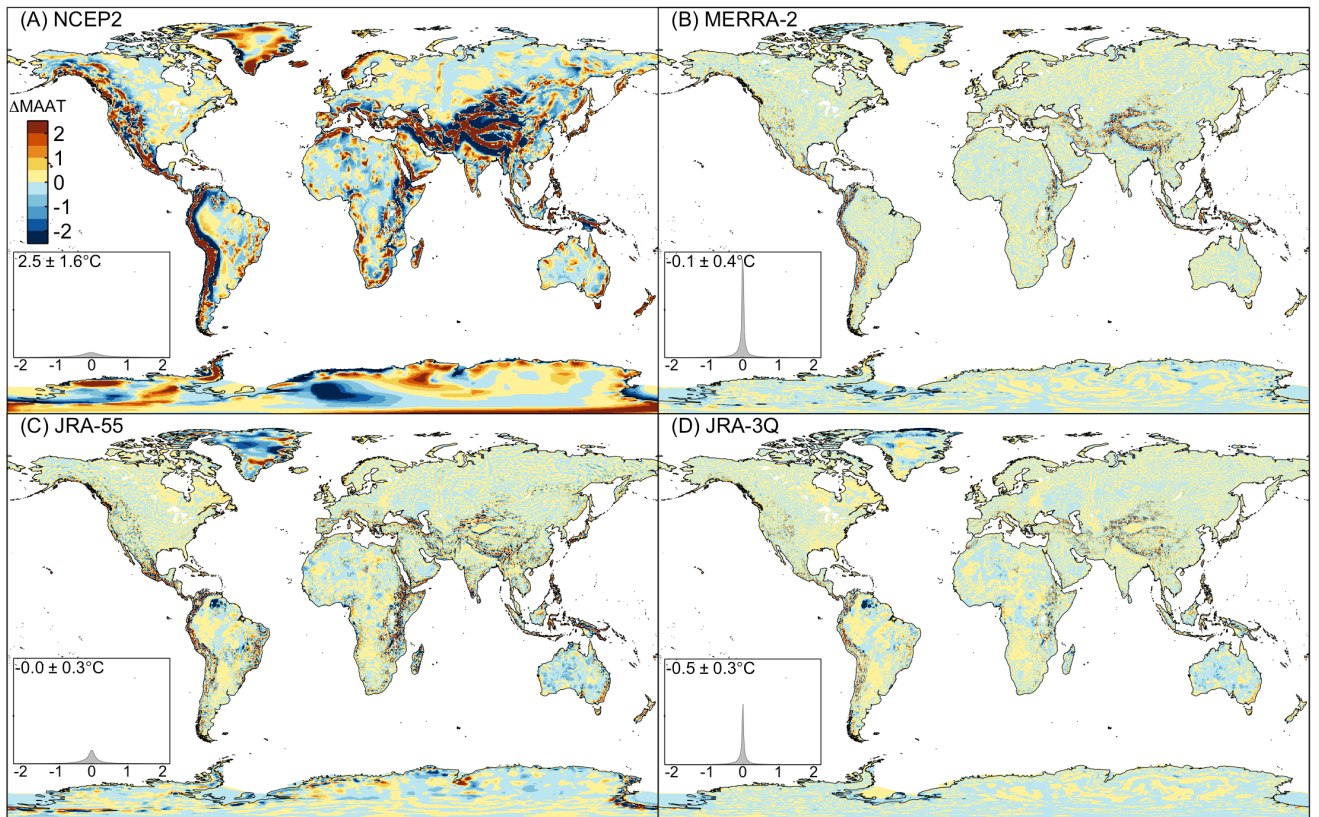 (A) NCEP2
ΔMAAT
2
1
0
-1
-2
2.5 ± 1.6°C
-2 -1 0 1 2
(B) MERRA-2
-0.1 ± 0.4°C
-2 -1 0 1 2
(C) JRA-55
-0.0 ± 0.3°C
-2 -1 0 1 2
(D) JRA-3Q
-0.5 ± 0.3°C
-2 -1 0 1 2